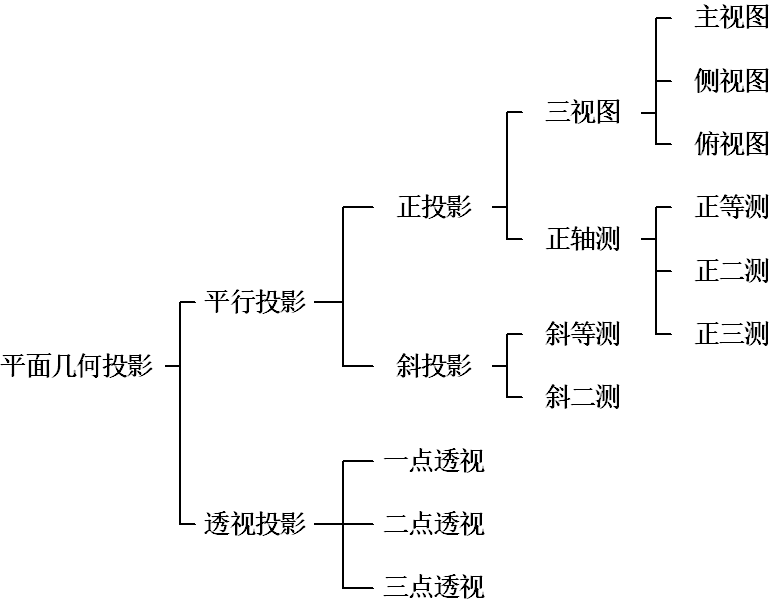 主视图
侧视图
三视图
俯视图
正投影
正等测
正轴测
正二测
平行投影
斜等测
正三测
平面几何投影
斜投影
斜二测
一点透视
透视投影
二点透视
三点透视